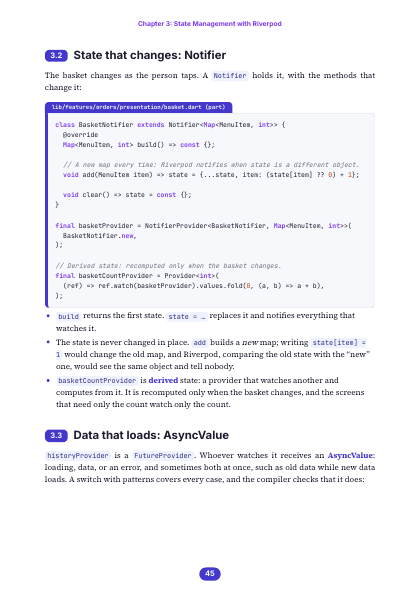 Chapter 3: State Management with Riverpod
3.2 State that changes: Notifier
The basket changes as the person taps. A Notifier holds it, with the methods that
change it:
lib/features/orders/presentation/basket.dart (part)
class BasketNotifier extends Notifier<Map<MenuItem, int>> {
  @override
  Map<MenuItem, int> build() => const {};

  // A new map every time: Riverpod notifies when state is a different object.
  void add(MenuItem item) => state = {...state, item: (state[item] ?? 0) + 1};

  void clear() => state = const {};
}

final basketProvider = NotifierProvider<BasketNotifier, Map<MenuItem, int>>(
  BasketNotifier.new,
);

// Derived state: recomputed only when the basket changes.
final basketCountProvider = Provider<int>(
  (ref) => ref.watch(basketProvider).values.fold(0, (a, b) => a + b),
);
• build returns the first state. state = … replaces it and notifies everything that
watches it.
• The state is never changed in place. add builds a new map; writing state[item] =
1 would change the old map, and Riverpod, comparing the old state with the “new”
one, would see the same object and tell nobody.
• basketCountProvider is derived state: a provider that watches another and
computes from it. It is recomputed only when the basket changes, and the screens
that need only the count watch only the count.
3.3 Data that loads: AsyncValue
historyProvider is a FutureProvider. Whoever watches it receives an AsyncValue:
loading, data, or an error, and sometimes both at once, such as old data while new data
loads. A switch with patterns covers every case, and the compiler checks that it does:
45